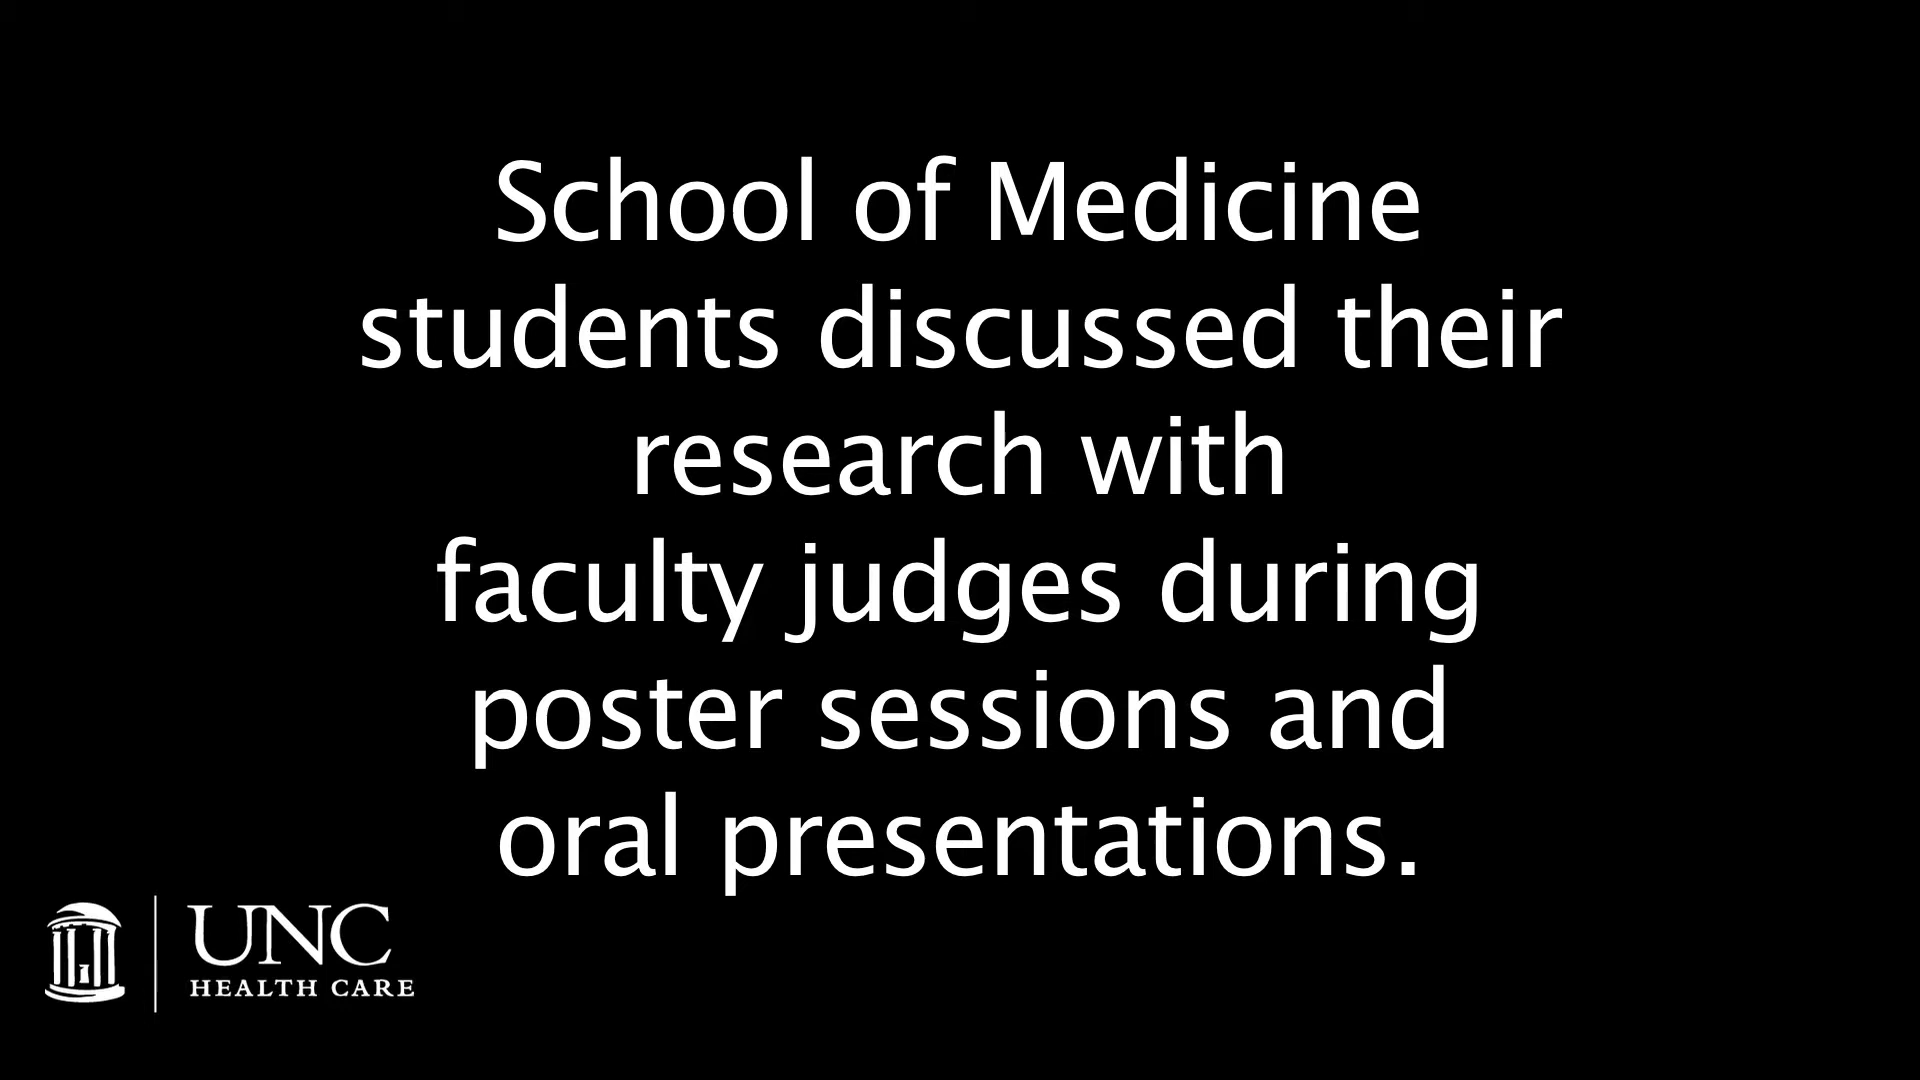 School of Medicine
students discussed their
research with
faculty judges during
poster sessions and
oral presentations.
UNC
HEALTH CARE